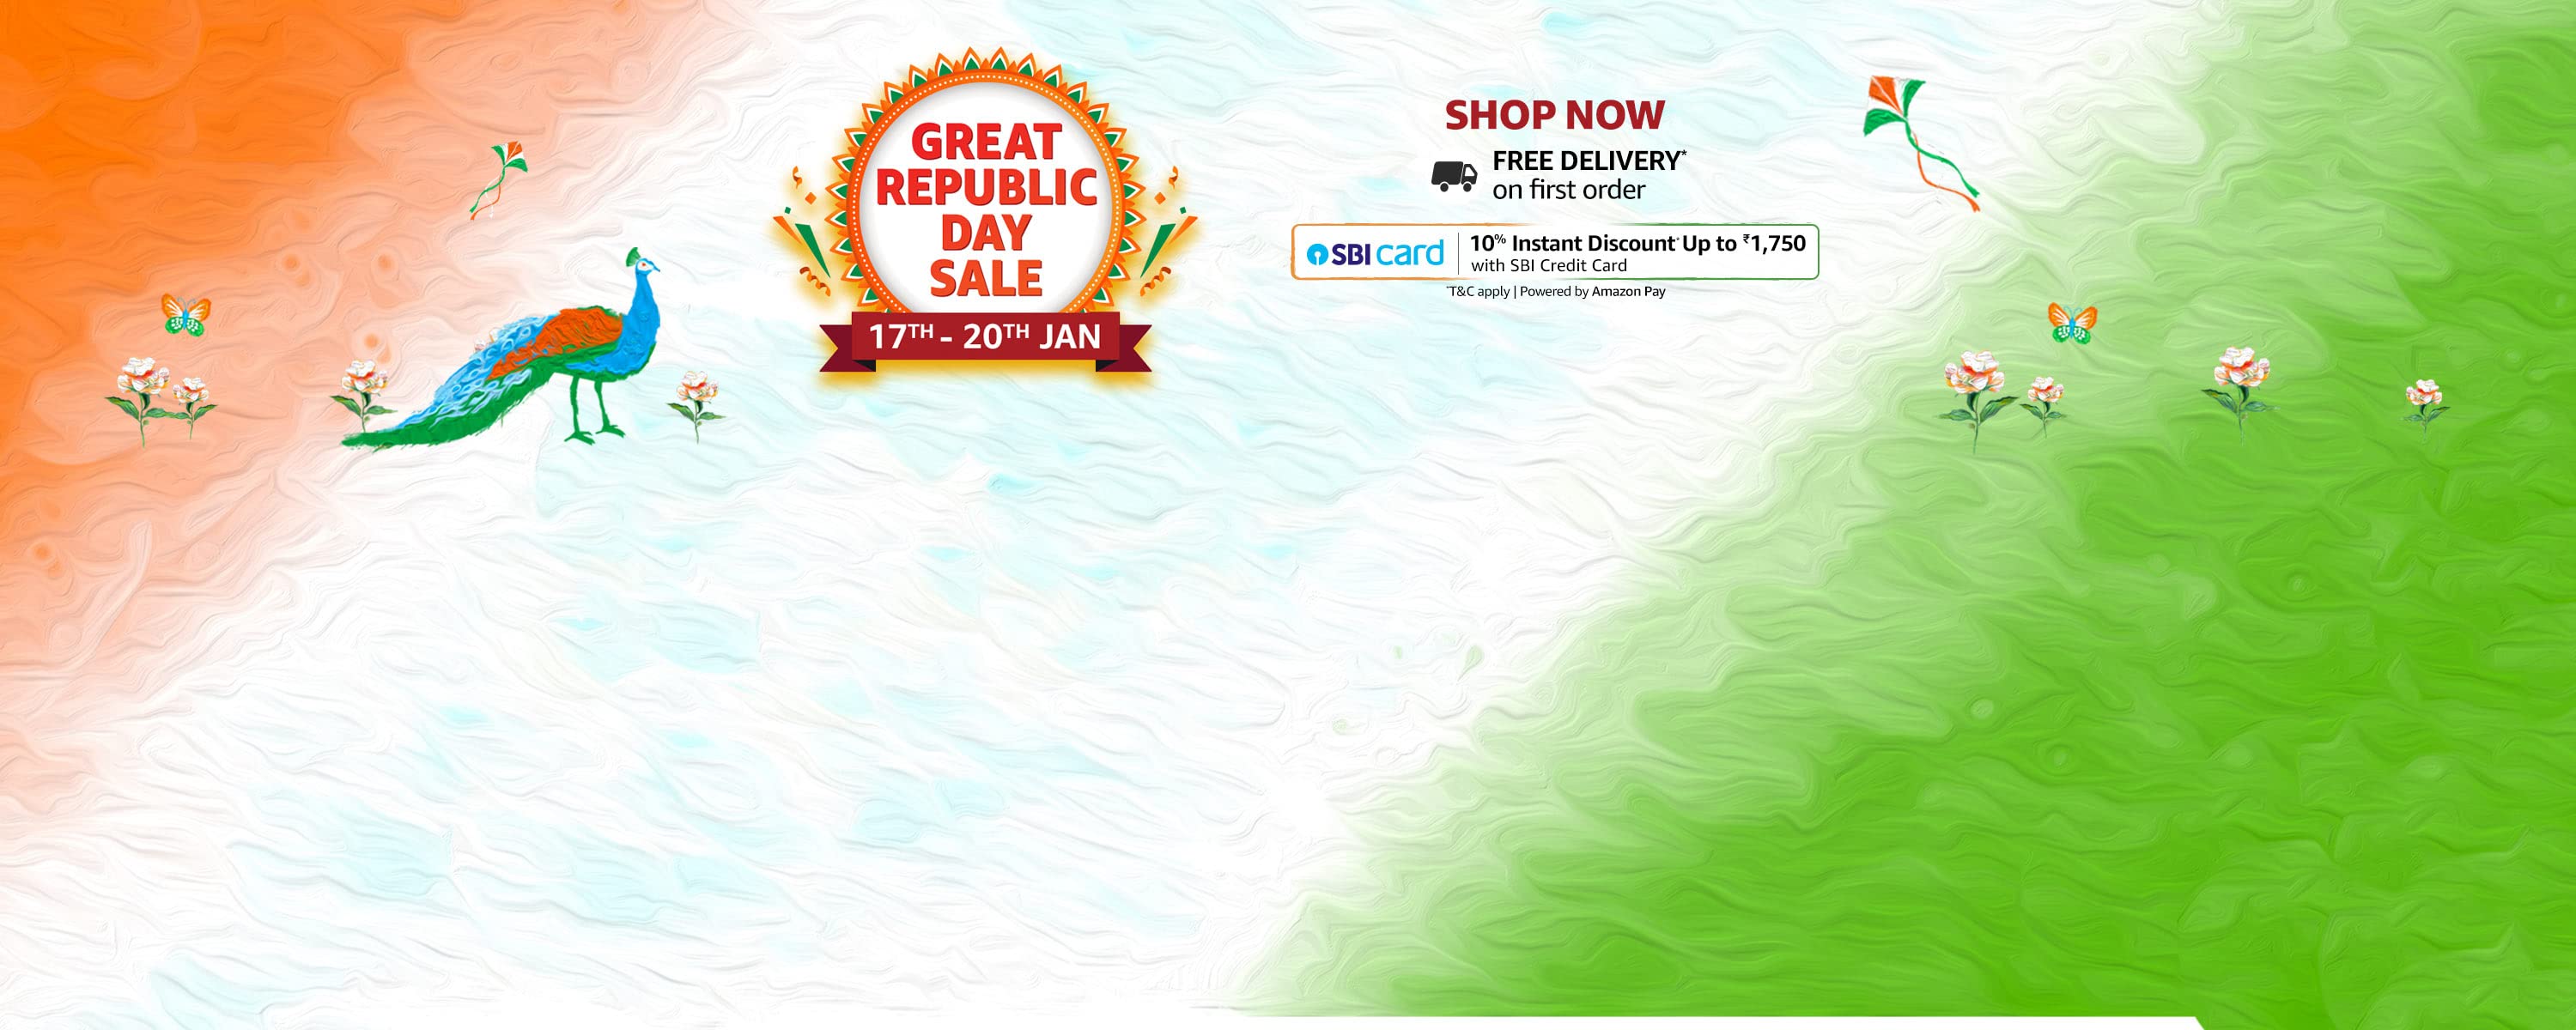 GREAT
REPUBLIC
DAY
SALE
17TH - 20TH JAN
SHOP NOW
FREE DELIVERY*
on first order
SBI card
10% Instant Discount* Up to ₹1,750
with SBI Credit Card
*T&C apply | Powered by Amazon Pay